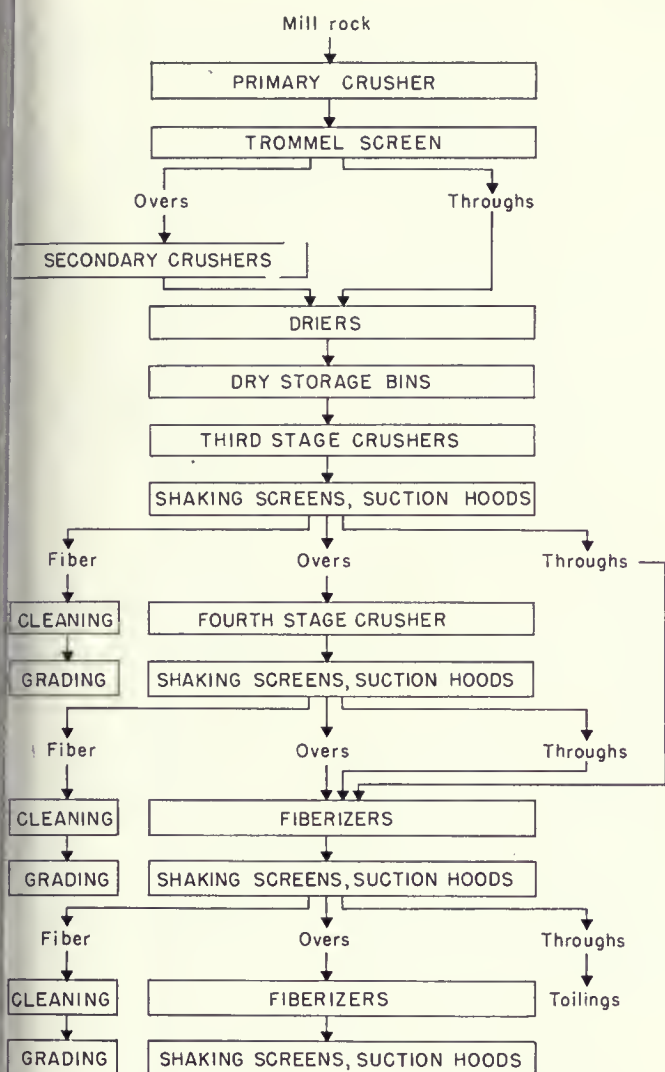 Mill rock
PRIMARY CRUSHER
TROMMEL SCREEN
Overs Throughs
SECONDARY CRUSHERS
DRIERS
DRY STORAGE BINS
THIRD STAGE CRUSHERS
SHAKING SCREENS, SUCTION HOODS
Fiber Overs Throughs
CLEANING FOURTH STAGE CRUSHER
GRADING SHAKING SCREENS, SUCTION HOODS
Fiber Overs Throughs
CLEANING FIBERIZERS
GRADING SHAKING SCREENS, SUCTION HOODS
Fiber Overs Throughs
CLEANING FIBERIZERS Toilings
GRADING SHAKING SCREENS, SUCTION HOODS